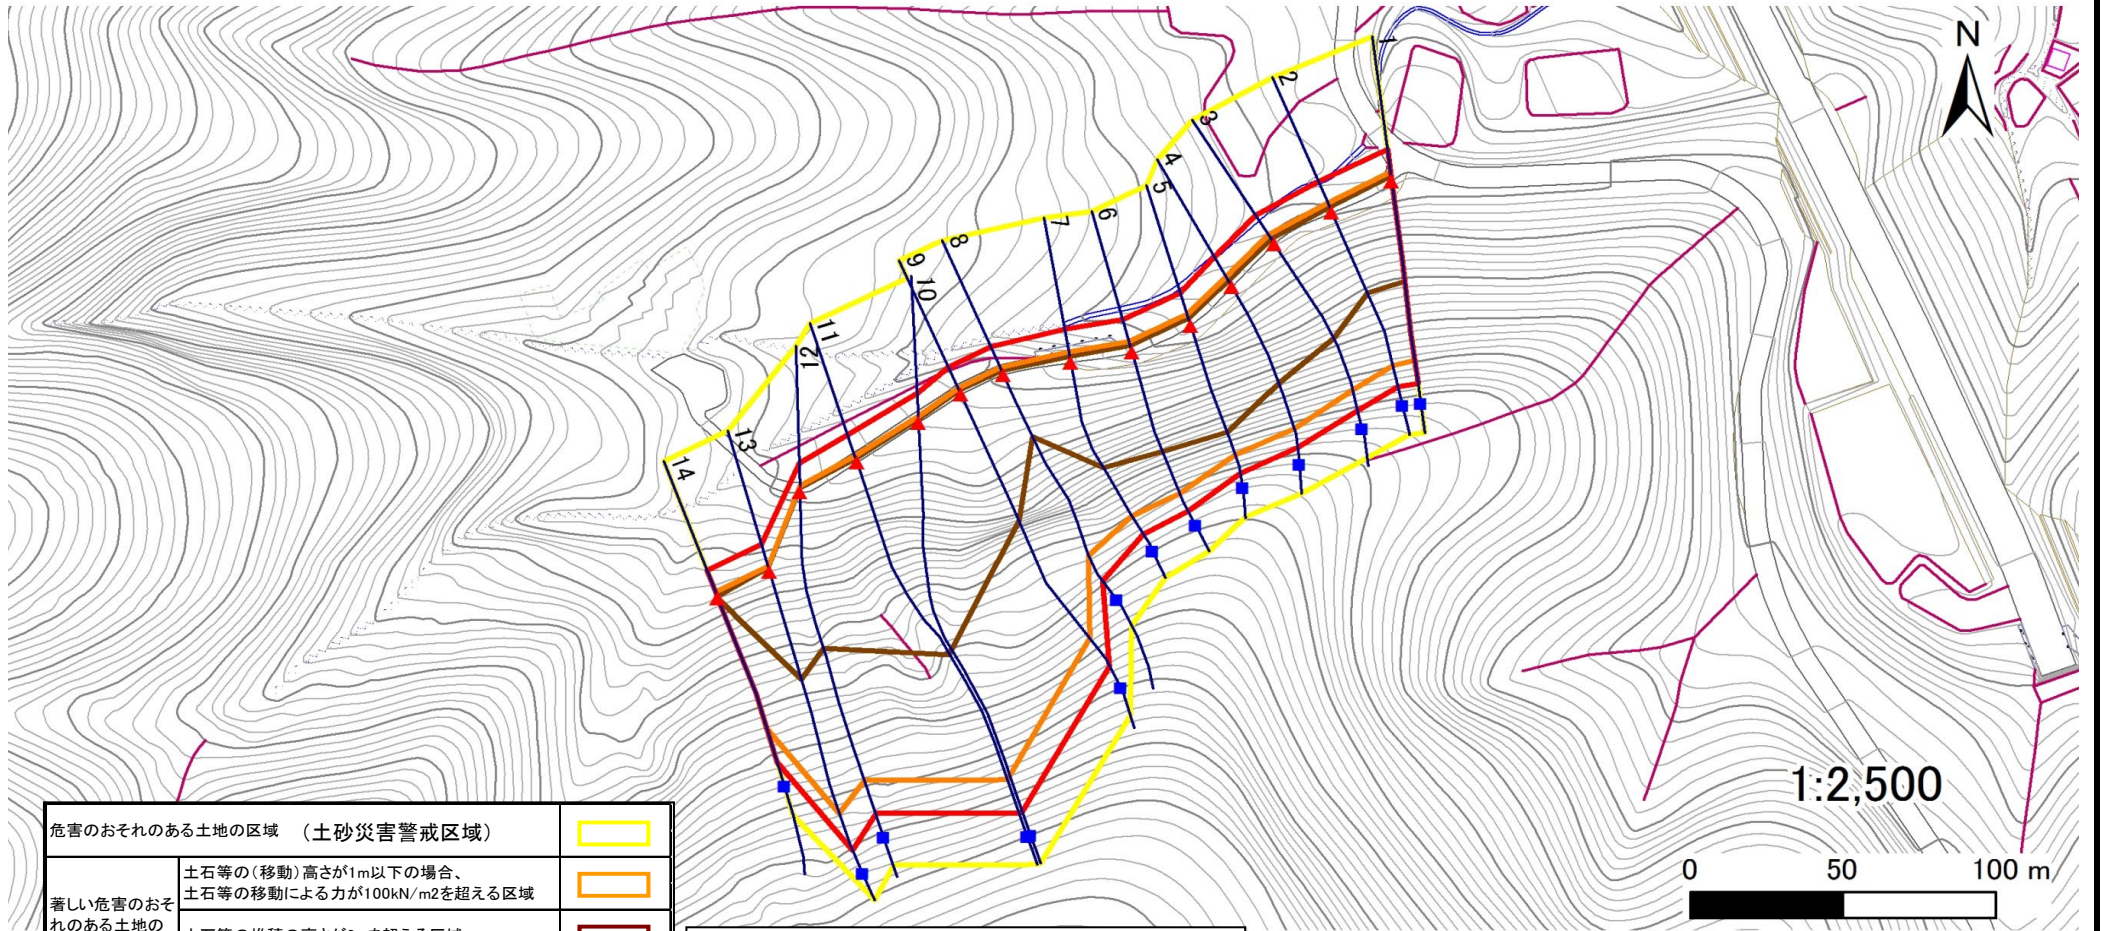 N
1
2
3
4
5
6
7
8
9
10
11
12
13
14
1:2,500
0 50 100 m
危害のおそれのある土地の区域 （土砂災害警戒区域）
土石等の（移動）高さが1m以下の場合、
土石等の移動による力が100kN/m2を超える区域
著しい危害のおそ
れのある土地の